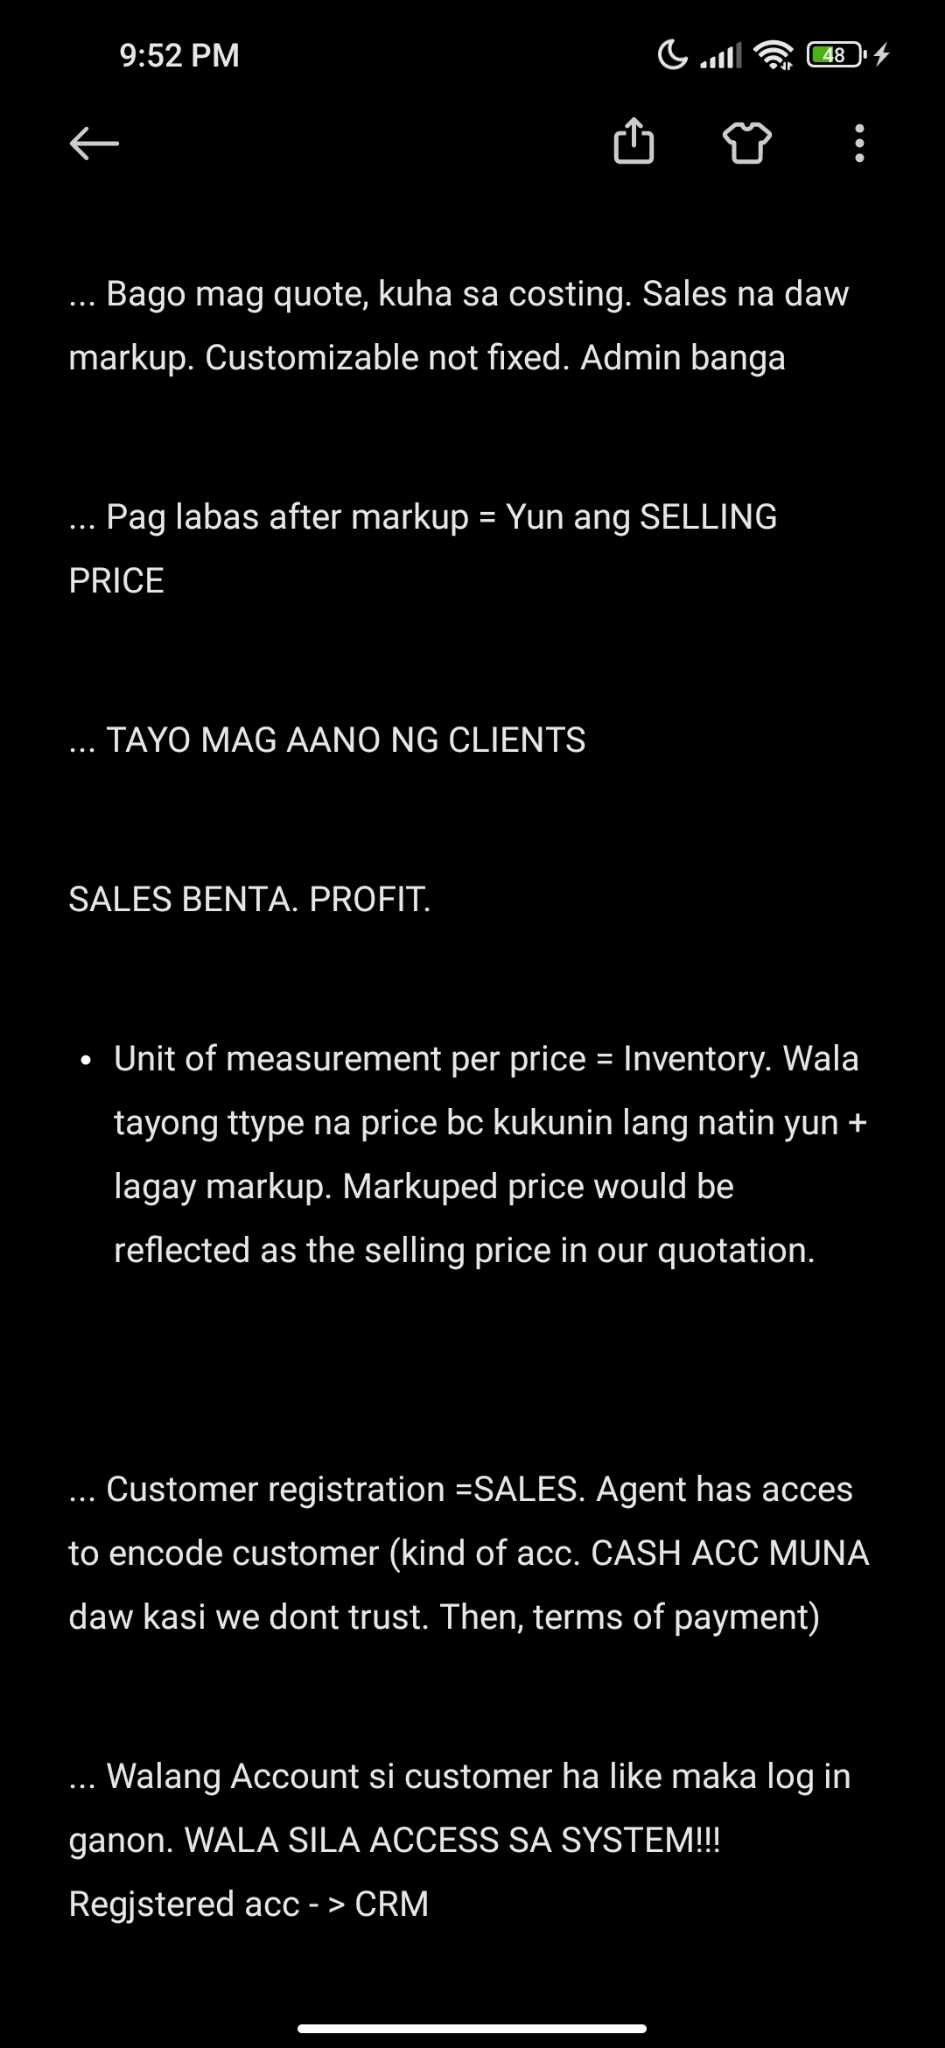 9:52 PM
48
... Bago mag quote, kuha sa costing. Sales na daw
markup. Customizable not fixed. Admin banga
... Pag labas after markup = Yun ang SELLING
PRICE
... TAYO MAG AANO NG CLIENTS
SALES BENTA. PROFIT.
• Unit of measurement per price = Inventory. Wala
tayong ttype na price bc kukunin lang natin yun +
lagay markup. Markuped price would be
reflected as the selling price in our quotation.
... Customer registration =SALES. Agent has acces
to encode customer (kind of acc. CASH ACC MUNA
daw kasi we dont trust. Then, terms of payment)
... Walang Account si customer ha like maka log in
ganon. WALA SILA ACCESS SA SYSTEM!!!
Regjstered acc - > CRM